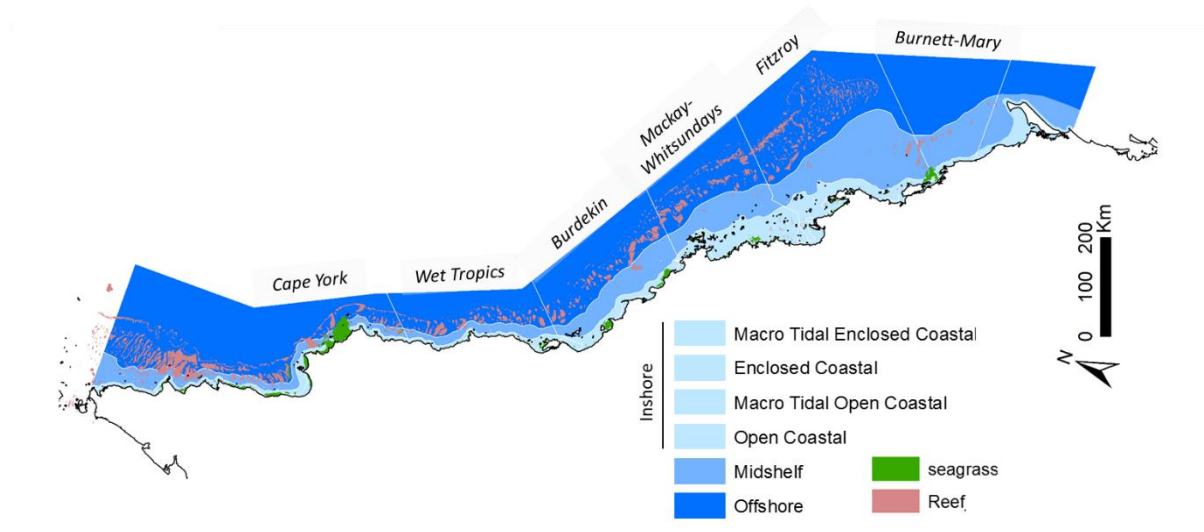 Burnett-Mary
Fitzroy
Mackay-
Whitsundays
Burdekin
Cape York
Wet Tropics
0 100 200
Km
N
Inshore
Macro Tidal Enclosed Coastal
Enclosed Coastal
Macro Tidal Open Coastal
Open Coastal
Midshelf
Offshore
seagrass
Reef